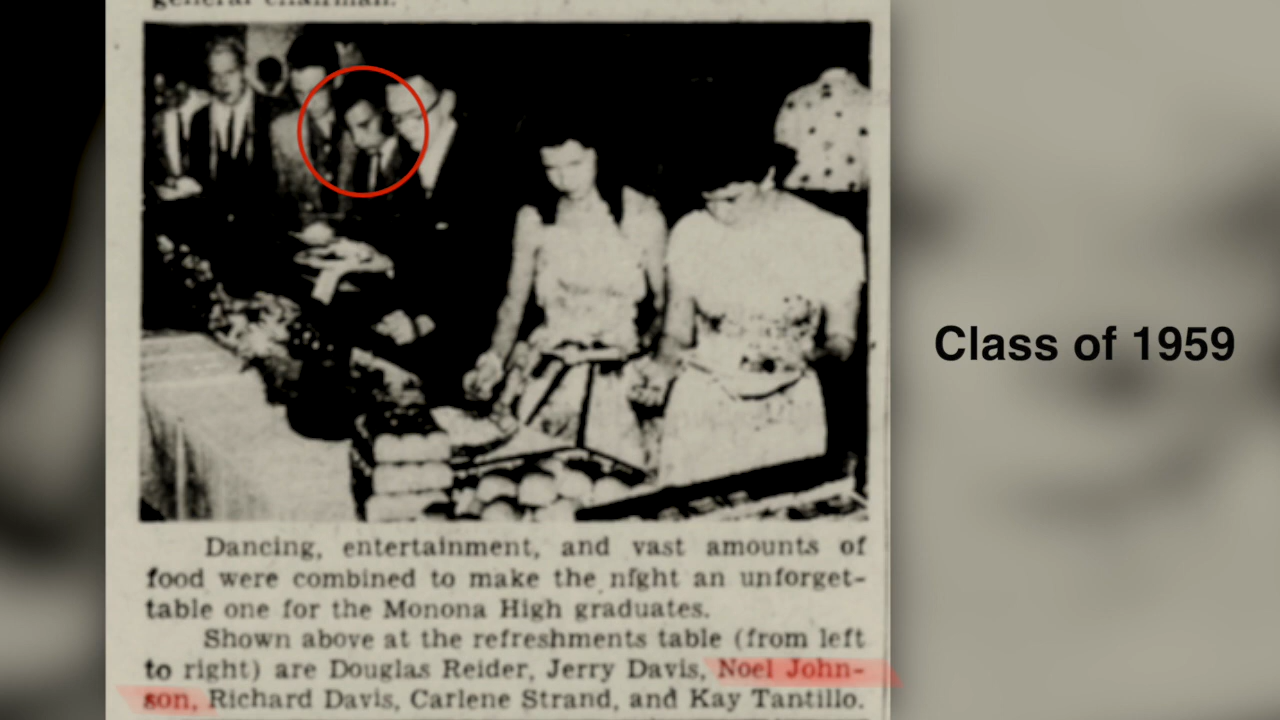 general chairman.
Dancing, entertainment, and vast amounts of
food were combined to make the night an unforget-
table one for the Monona High graduates.
Shown above at the refreshments table (from left
to right) are Douglas Reider, Jerry Davis, Noel John-
son, Richard Davis, Carlene Strand, and Kay Tantillo.
Class of 1959